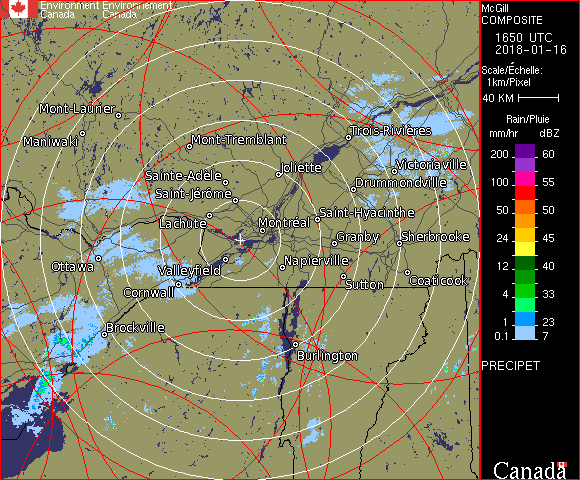 Environment Environnement
Canada Canada
McGill
COMPOSITE
1650 UTC
2018-01-16
Scale/Échelle:
1km/Pixel
40 KM
Rain/Pluie
mm/hr dBZ
200 60
100 55
50 50
24 45
12 40
4 33
1 23
0.1 7
PRECIPET
Canada
Mont-Laurier
Maniwaki
Mont-Tremblant
Trois-Rivières
Sainte-Adèle
Joliette
Victoriaville
Saint-Jérôme
Drummondville
Lachute
Montréal
Saint-Hyacinthe
Granby
Sherbrooke
Ottawa
Valleyfield
Napierville
Cornwall
Sutton
Coaticook
Brockville
Burlington